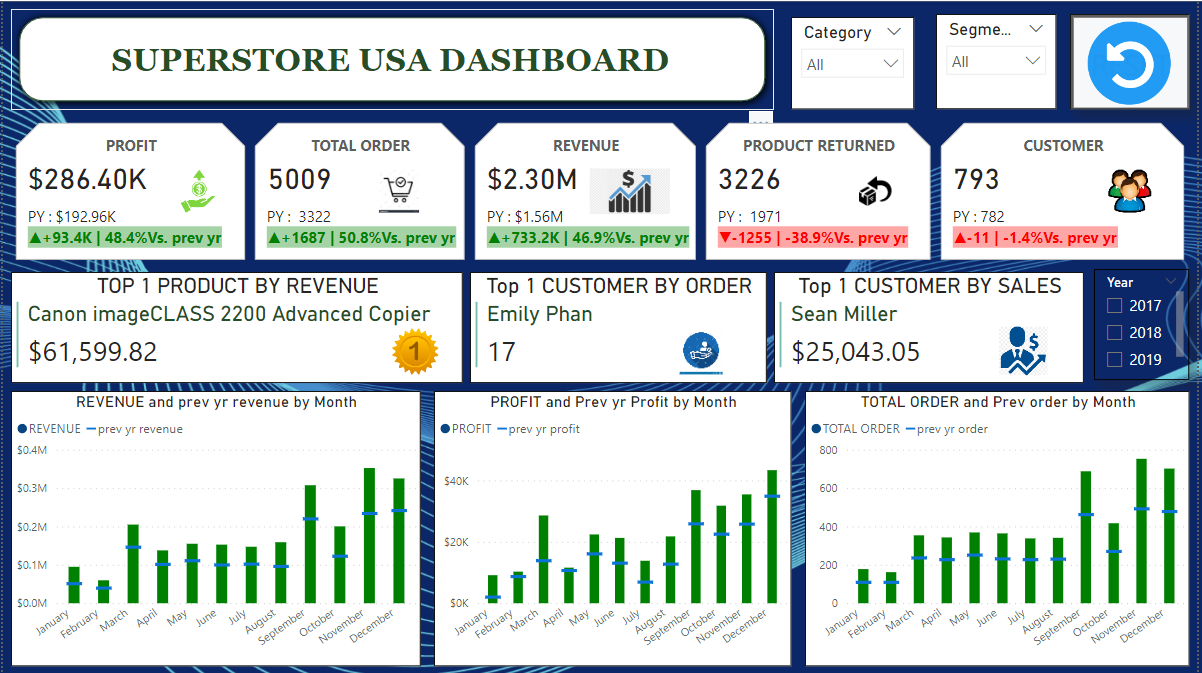 SUPERSTORE USA DASHBOARD
Category
All
Segme...
All
PROFIT
$286.40K
PY : $192.96K
▲+93.4K | 48.4%Vs. prev yr
TOTAL ORDER
5009
PY : 3322
▲+1687 | 50.8%Vs. prev yr
REVENUE
$2.30M
PY : $1.56M
▲+733.2K | 46.9%Vs. prev yr
PRODUCT RETURNED
3226
PY : 1971
▼-1255 | -38.9%Vs. prev yr
CUSTOMER
793
PY : 782
▲-11 | -1.4%Vs. prev yr
TOP 1 PRODUCT BY REVENUE
Canon imageCLASS 2200 Advanced Copier
$61,599.82
1
Top 1 CUSTOMER BY ORDER
Emily Phan
17
Top 1 CUSTOMER BY SALES
Sean Miller
$25,043.05
$
Year
2017
2018
2019
REVENUE and prev yr revenue by Month
REVENUE prev yr revenue
$0.4M
$0.3M
$0.2M
$0.1M
$0.0M
January February March April May June July August September October November December
PROFIT and Prev yr Profit by Month
PROFIT prev yr profit
$40K
$20K
$0K
January February March April May June July August September October November December
TOTAL ORDER and Prev order by Month
TOTAL ORDER prev yr order
800
600
400
200
0
January February March April May June July August September October November December